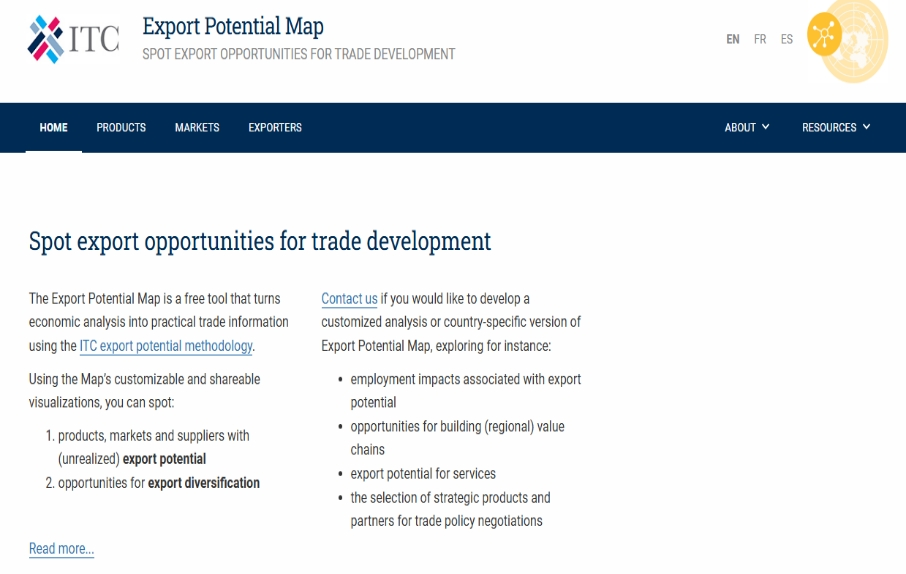 ITC
Export Potential Map
SPOT EXPORT OPPORTUNITIES FOR TRADE DEVELOPMENT
EN FR ES
HOME PRODUCTS MARKETS EXPORTERS ABOUT RESOURCES
Spot export opportunities for trade development
The Export Potential Map is a free tool that turns
economic analysis into practical trade information
using the ITC export potential methodology.
Using the Map's customizable and shareable
visualizations, you can spot:
1. products, markets and suppliers with
(unrealized) export potential
2. opportunities for export diversification
Read more...
Contact us if you would like to develop a
customized analysis or country-specific version of
Export Potential Map, exploring for instance:
• employment impacts associated with export
potential
• opportunities for building (regional) value
chains
• export potential for services
• the selection of strategic products and
partners for trade policy negotiations